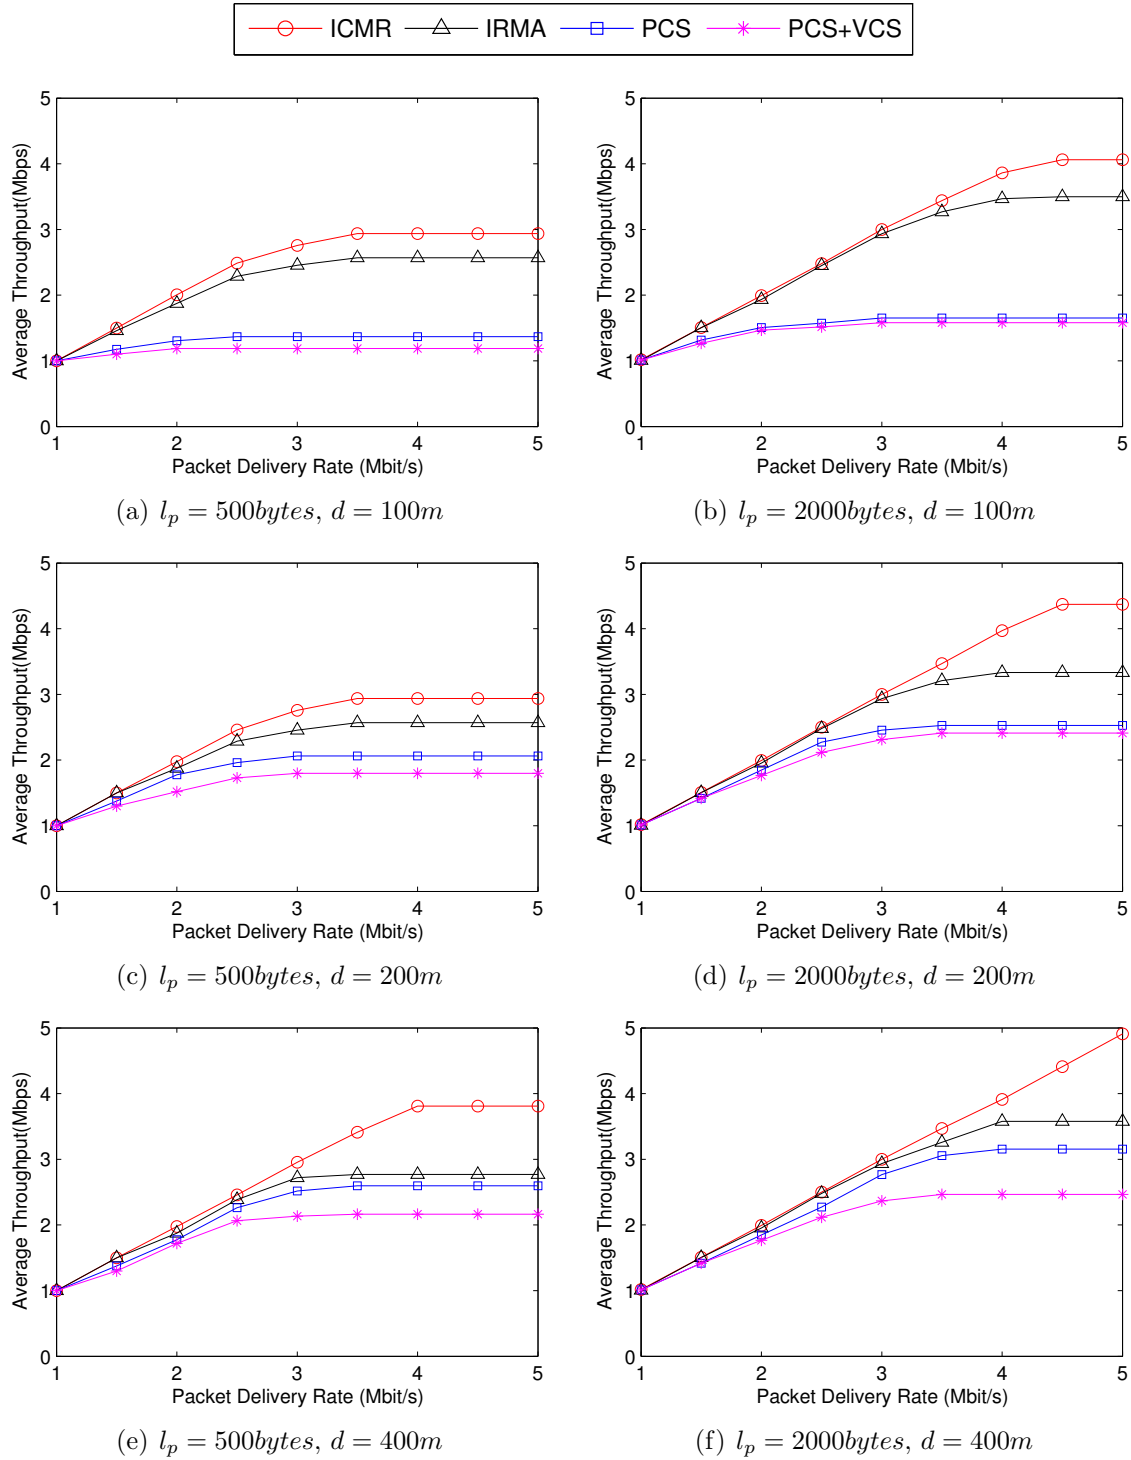 ICMR IRMA PCS PCS+VCS
5
4
3
2
1
0
1 2 3 4 5
Average Throughput(Mbps)
Packet Delivery Rate (Mbit/s)
(a) l_p = 500bytes, d = 100m
5
4
3
2
1
0
1 2 3 4 5
Average Throughput(Mbps)
Packet Delivery Rate (Mbit/s)
(b) l_p = 2000bytes, d = 100m
5
4
3
2
1
0
1 2 3 4 5
Average Throughput(Mbps)
Packet Delivery Rate (Mbit/s)
(c) l_p = 500bytes, d = 200m
5
4
3
2
1
0
1 2 3 4 5
Average Throughput(Mbps)
Packet Delivery Rate (Mbit/s)
(d) l_p = 2000bytes, d = 200m
5
4
3
2
1
0
1 2 3 4 5
Average Throughput(Mbps)
Packet Delivery Rate (Mbit/s)
(e) l_p = 500bytes, d = 400m
5
4
3
2
1
0
1 2 3 4 5
Average Throughput(Mbps)
Packet Delivery Rate (Mbit/s)
(f) l_p = 2000bytes, d = 400m